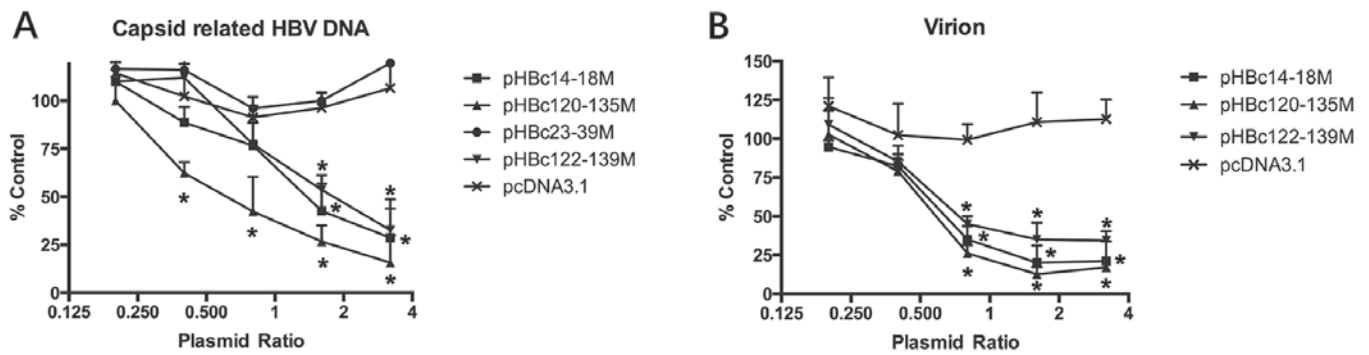 A
Capsid related HBV DNA
% Control
100
75
50
25
0
0.125
0.250
0.500
1
2
4
Plasmid Ratio
*
*
*
*
*
*
*
*
pHBc14-18M
pHBc120-135M
pHBc23-39M
pHBc122-139M
pcDNA3.1
B
Virion
% Control
150
125
100
75
50
25
0
0.125
0.250
0.500
1
2
4
Plasmid Ratio
*
*
*
*
*
*
*
*
*
pHBc14-18M
pHBc120-135M
pHBc122-139M
pcDNA3.1